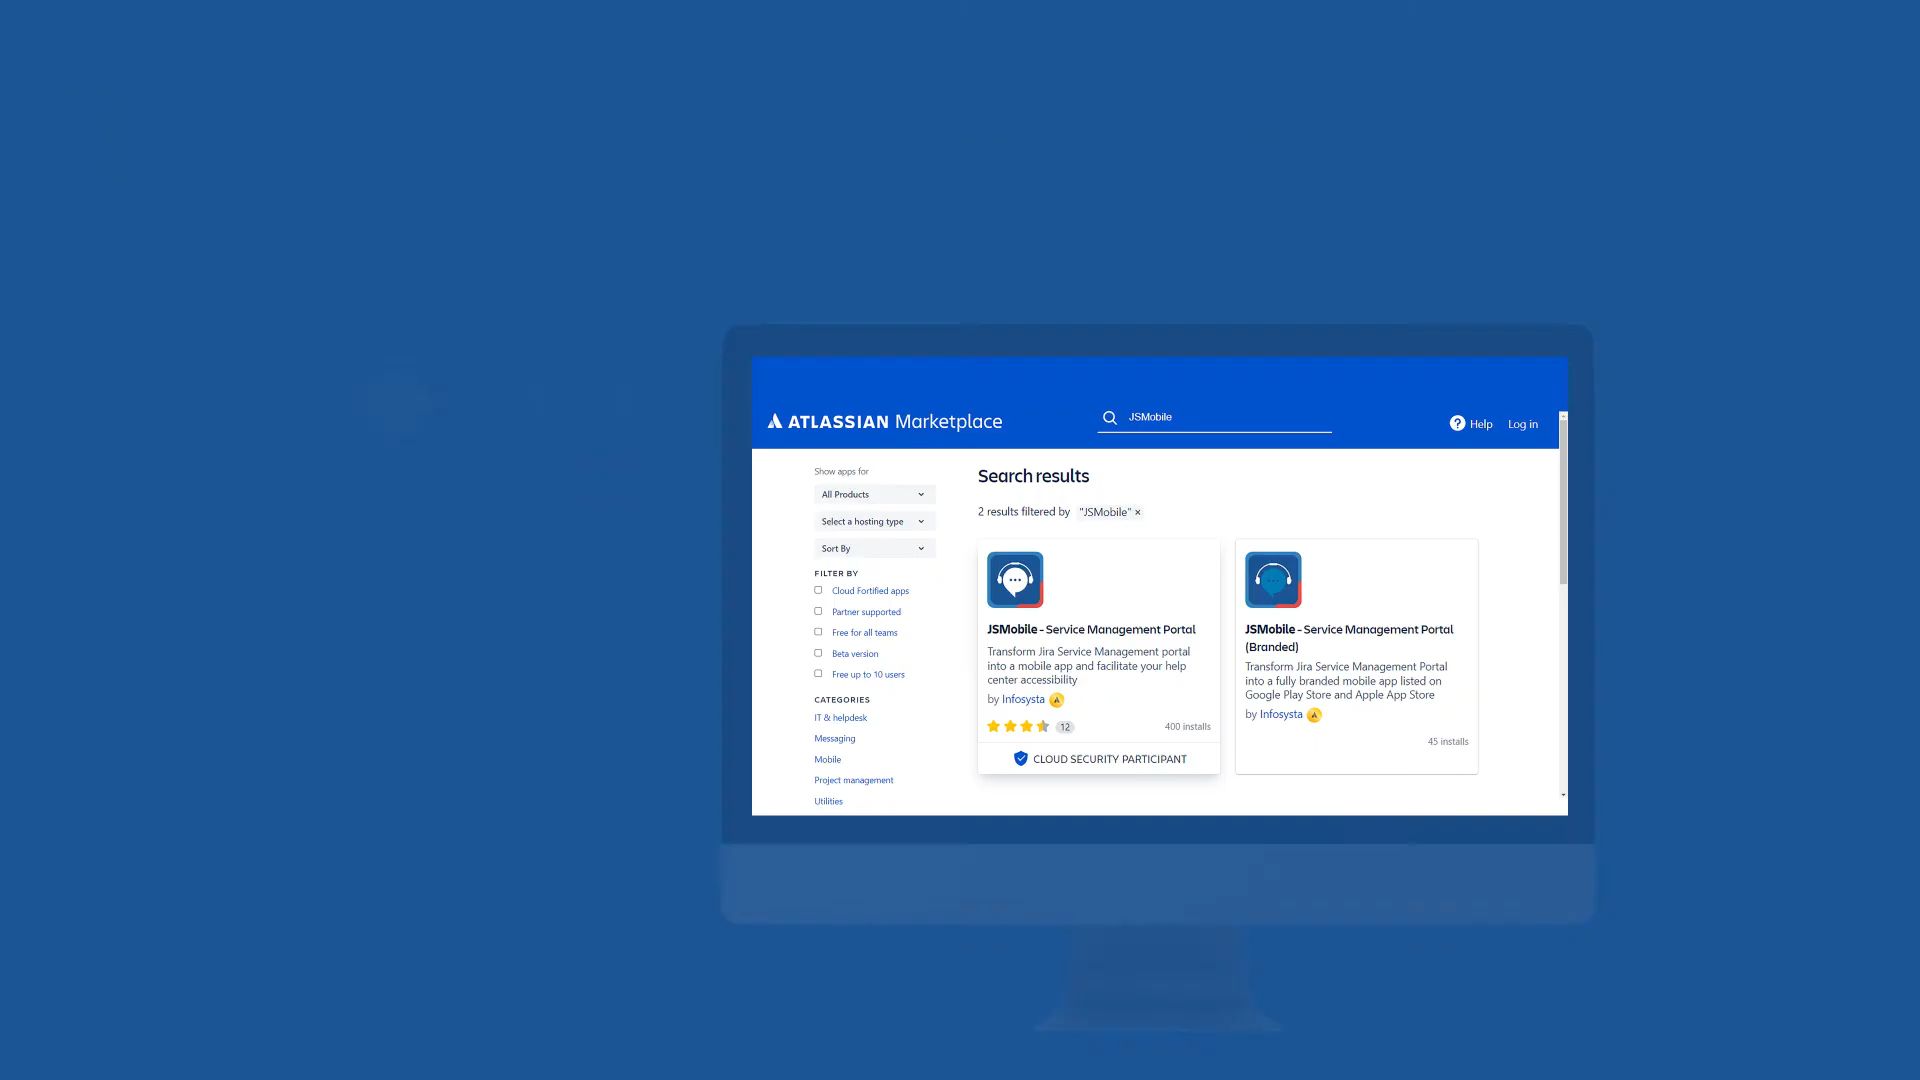 ATLASSIAN Marketplace
JSMobile
? Help
Log in
Show apps for
All Products
Select a hosting type
Sort By
FILTER BY
Cloud Fortified apps
Partner supported
Free for all teams
Beta version
Free up to 10 users
CATEGORIES
IT & helpdesk
Messaging
Mobile
Project management
Utilities
Search results
2 results filtered by "JSMobile" ×
JSMobile - Service Management Portal
Transform Jira Service Management portal
into a mobile app and facilitate your help
center accessibility
by Infosysta
12
400 installs
CLOUD SECURITY PARTICIPANT
JSMobile - Service Management Portal
(Branded)
Transform Jira Service Management Portal
into a fully branded mobile app listed on
Google Play Store and Apple App Store
by Infosysta
45 installs